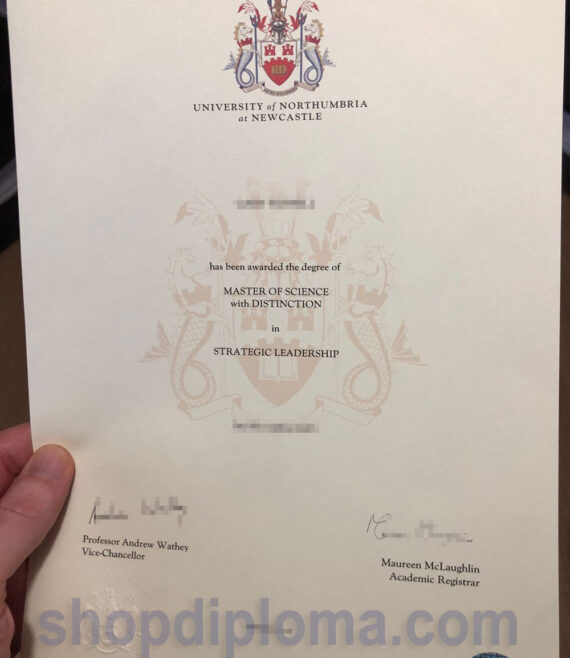 UNIVERSITY of NORTHUMBRIA
at NEWCASTLE
has been awarded the degree of
MASTER OF SCIENCE
with DISTINCTION
in
STRATEGIC LEADERSHIP
Professor Andrew Wathey
Vice-Chancellor
Maureen McLaughlin
Academic Registrar
shopdiploma.com